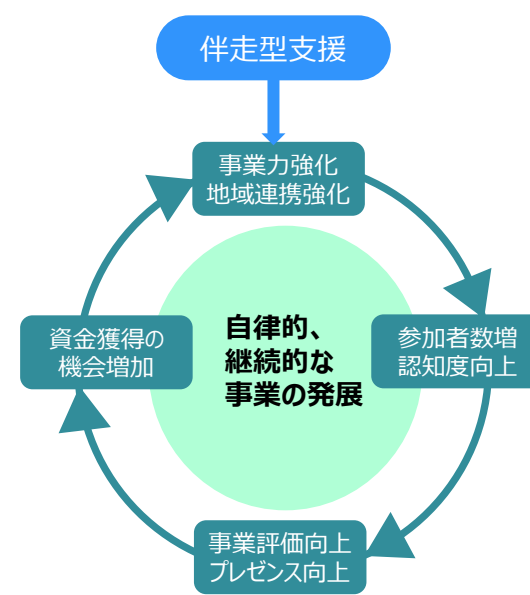 伴走型支援
事業力強化
地域連携強化
参加者数増
認知度向上
事業評価向上
プレゼンス向上
資金獲得の
機会増加
自律的、
継続的な
事業の発展